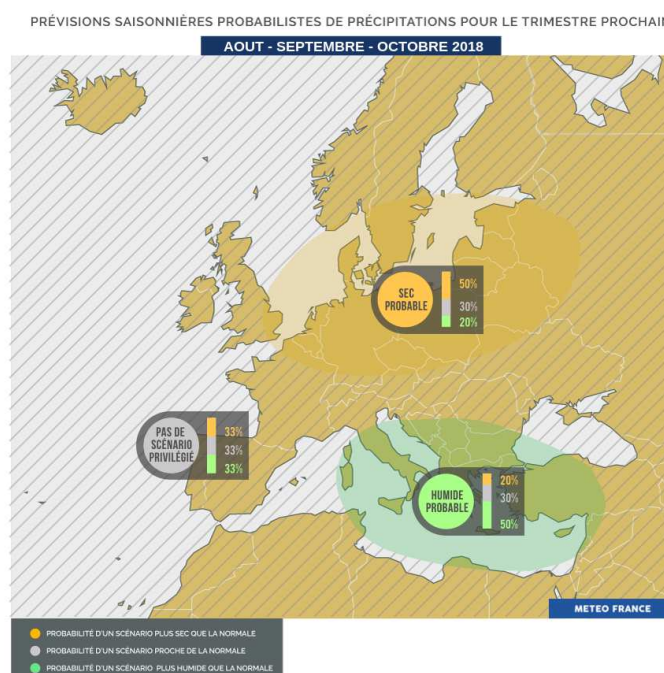 PRÉVISIONS SAISONNIÈRES PROBABILISTES DE PRÉCIPITATIONS POUR LE TRIMESTRE PROCHAIN
AOUT - SEPTEMBRE - OCTOBRE 2018
SEC
PROBABLE
50%
30%
20%
PAS DE
SCÉNARIO
PRIVILÉGIÉ
33%
33%
33%
HUMIDE
PROBABLE
20%
30%
50%
METEO FRANCE
PROBABILITÉ D'UN SCÉNARIO PLUS SEC QUE LA NORMALE
PROBABILITÉ D'UN SCÉNARIO PROCHE DE LA NORMALE
PROBABILITÉ D'UN SCÉNARIO PLUS HUMIDE QUE LA NORMALE